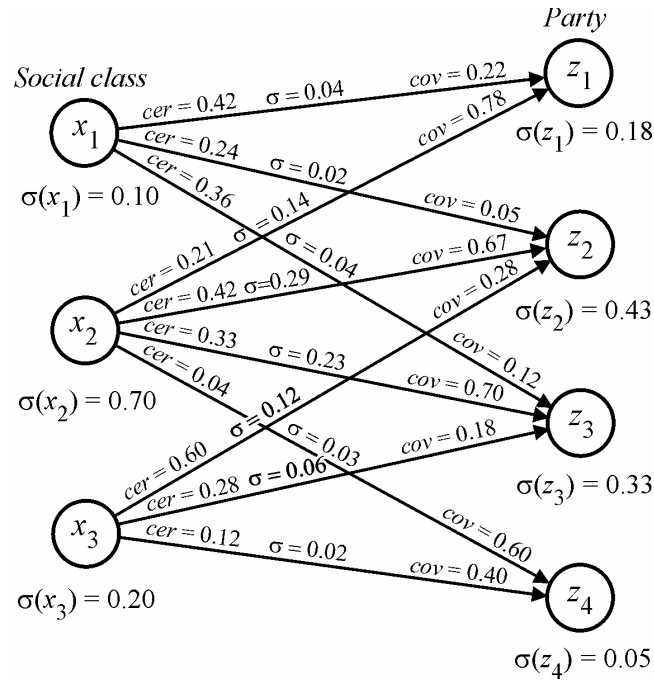 Party
Social class
z1
cer = 0.42 σ = 0.04 cov = 0.22
x1
σ(z1) = 0.18
cer = 0.24 σ = 0.02 cov = 0.05
cer = 0.36 σ = 0.04 cov = 0.12
σ(x1) = 0.10
z2
σ(z2) = 0.43
cer = 0.21 σ = 0.14 cov = 0.78
cer = 0.42 σ=0.29 cov = 0.67
x2
cer = 0.33 σ = 0.23 cov = 0.70
cer = 0.04 σ = 0.03 cov = 0.60
σ(x2) = 0.70
z3
σ(z3) = 0.33
cer = 0.60 σ = 0.12 cov = 0.28
cer = 0.28 σ = 0.06 cov = 0.18
x3
cer = 0.12 σ = 0.02 cov = 0.40
σ(x3) = 0.20
z4
σ(z4) = 0.05